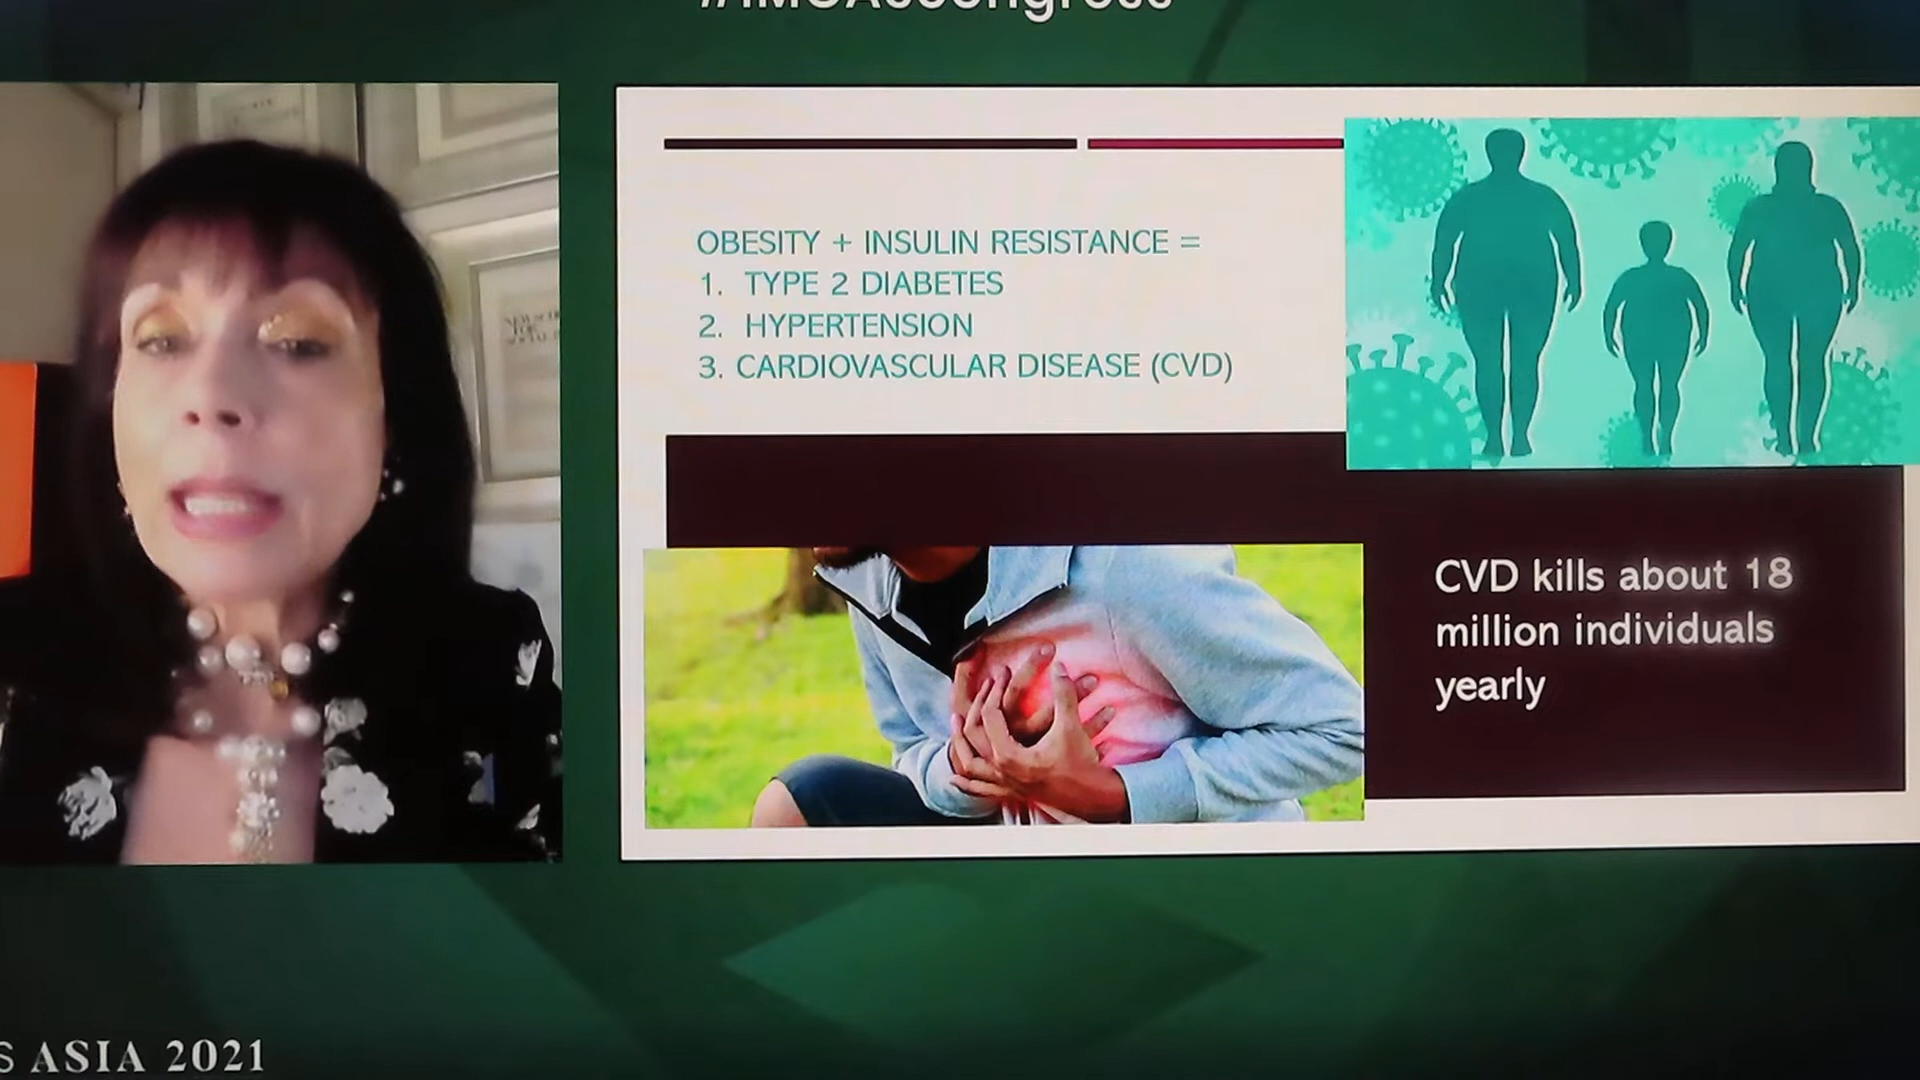 OBESITY + INSULIN RESISTANCE =
1. TYPE 2 DIABETES
2. HYPERTENSION
3. CARDIOVASCULAR DISEASE (CVD)
CVD kills about 18
million individuals
yearly
S ASIA 2021